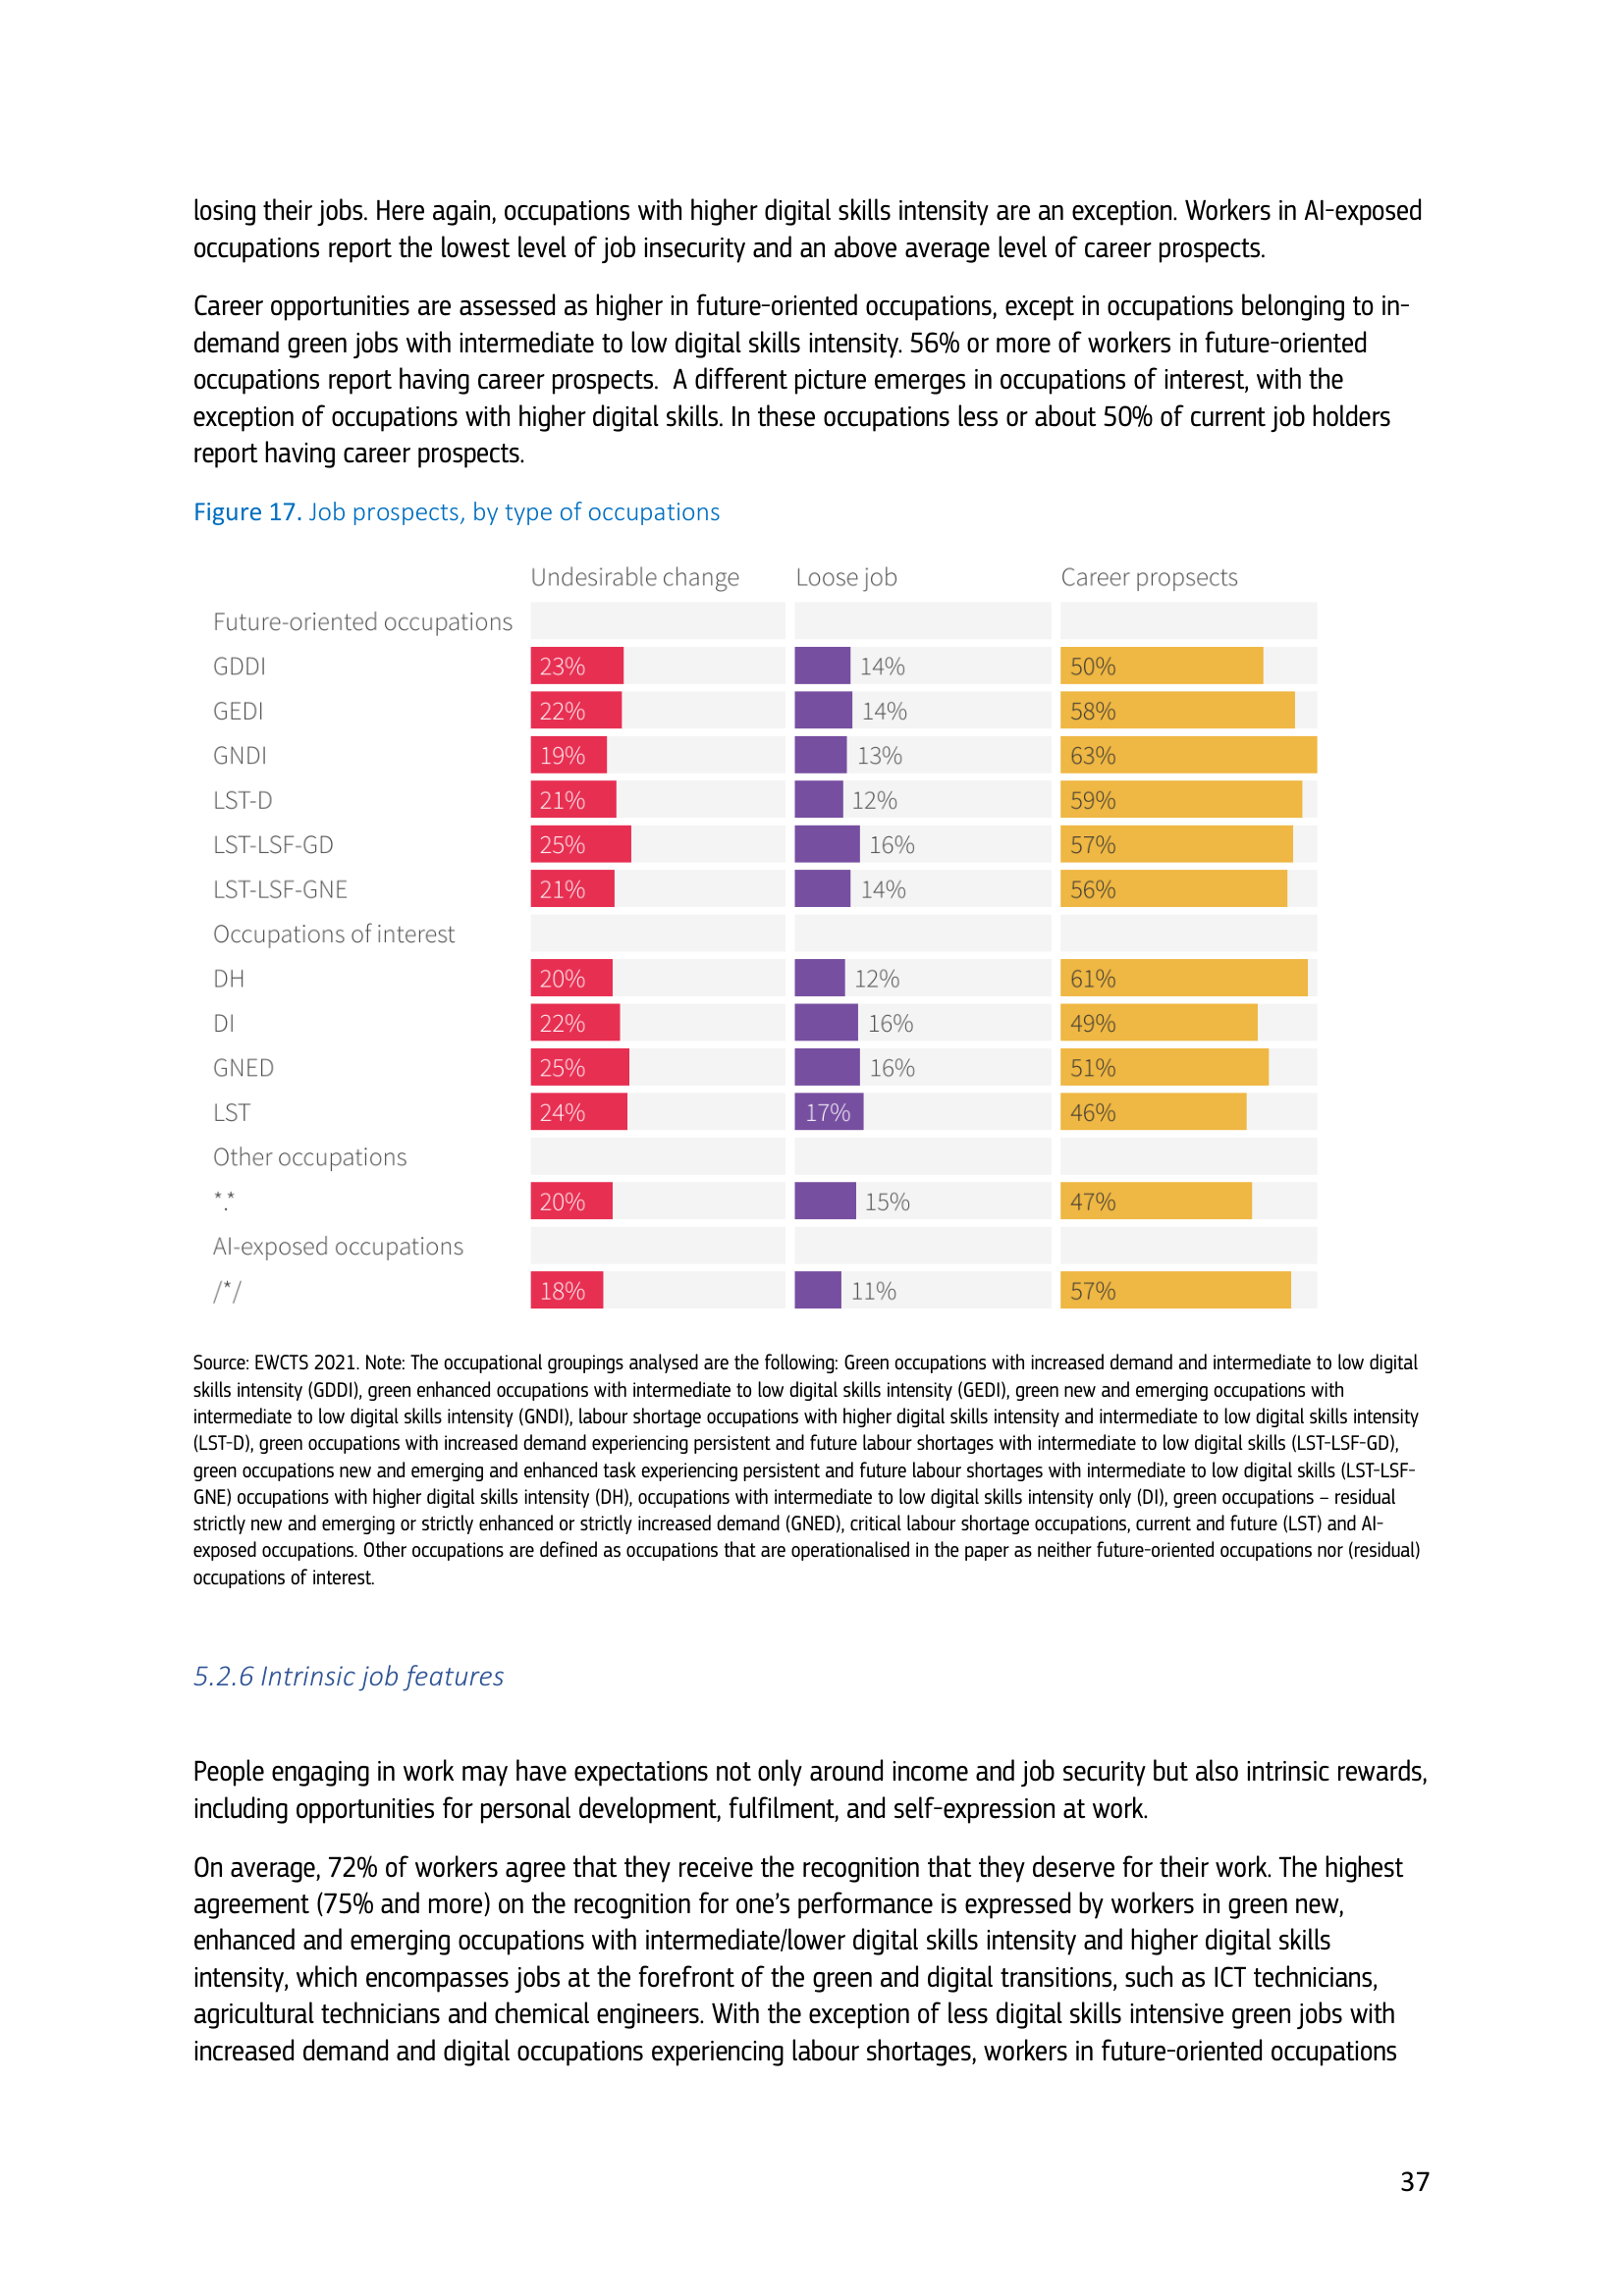 losing their jobs. Here again, occupations with higher digital skills intensity are an exception. Workers in AI-exposed
occupations report the lowest level of job insecurity and an above average level of career prospects.
Career opportunities are assessed as higher in future-oriented occupations, except in occupations belonging to in-
demand green jobs with intermediate to low digital skills intensity. 56% or more of workers in future-oriented
occupations report having career prospects.  A different picture emerges in occupations of interest, with the
exception of occupations with higher digital skills. In these occupations less or about 50% of current job holders
report having career prospects.
Figure 17. Job prospects, by type of occupations
Undesirable change Loose job Career propsects
Future-oriented occupations
GDDI 23% 14% 50%
GEDI 22% 14% 58%
GNDI 19% 13% 63%
LST-D 21% 12% 59%
LST-LSF-GD 25% 16% 57%
LST-LSF-GNE 21% 14% 56%
Occupations of interest
DH 20% 12% 61%
DI 22% 16% 49%
GNED 25% 16% 51%
LST 24% 17% 46%
Other occupations
*.* 20% 15% 47%
AI-exposed occupations
/*/ 18% 11% 57%
Source: EWCTS 2021. Note: The occupational groupings analysed are the following: Green occupations with increased demand and intermediate to low digital
skills intensity (GDDI), green enhanced occupations with intermediate to low digital skills intensity (GEDI), green new and emerging occupations with
intermediate to low digital skills intensity (GNDI), labour shortage occupations with higher digital skills intensity and intermediate to low digital skills intensity
(LST-D), green occupations with increased demand experiencing persistent and future labour shortages with intermediate to low digital skills (LST-LSF-GD),
green occupations new and emerging and enhanced task experiencing persistent and future labour shortages with intermediate to low digital skills (LST-LSF-
GNE) occupations with higher digital skills intensity (DH), occupations with intermediate to low digital skills intensity only (DI), green occupations – residual
strictly new and emerging or strictly enhanced or strictly increased demand (GNED), critical labour shortage occupations, current and future (LST) and AI-
exposed occupations. Other occupations are defined as occupations that are operationalised in the paper as neither future-oriented occupations nor (residual)
occupations of interest.
5.2.6 Intrinsic job features
People engaging in work may have expectations not only around income and job security but also intrinsic rewards,
including opportunities for personal development, fulfilment, and self-expression at work.
On average, 72% of workers agree that they receive the recognition that they deserve for their work. The highest
agreement (75% and more) on the recognition for one's performance is expressed by workers in green new,
enhanced and emerging occupations with intermediate/lower digital skills intensity and higher digital skills
intensity, which encompasses jobs at the forefront of the green and digital transitions, such as ICT technicians,
agricultural technicians and chemical engineers. With the exception of less digital skills intensive green jobs with
increased demand and digital occupations experiencing labour shortages, workers in future-oriented occupations
37